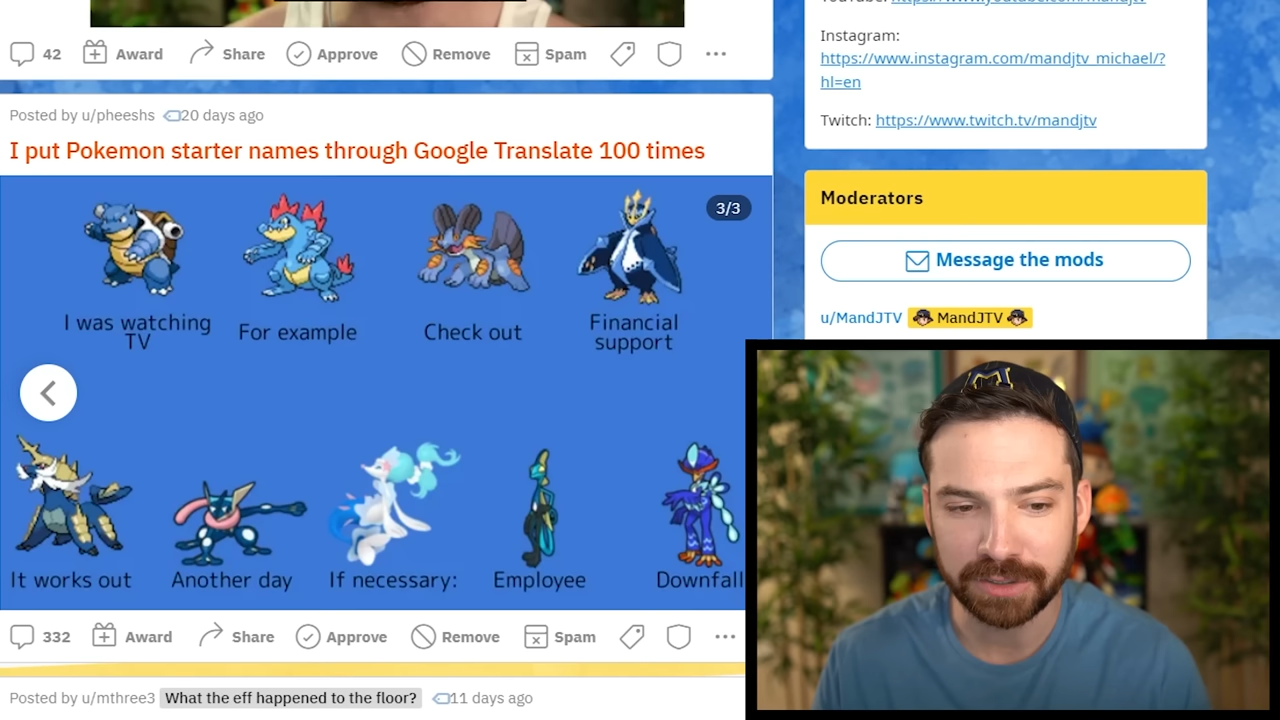 42 Award Share Approve Remove Spam
Posted by u/pheeshs 20 days ago
I put Pokemon starter names through Google Translate 100 times
3/3
I was watching TV
For example
Check out
Financial support
It works out
Another day
If necessary:
Employee
Downfall
332 Award Share Approve Remove Spam
Posted by u/mthree3 What the eff happened to the floor? 11 days ago
Instagram:
https://www.instagram.com/mandjtv_michael/?
hl=en
Twitch: https://www.twitch.tv/mandjtv
Moderators
Message the mods
u/MandJTV MandJTV
M